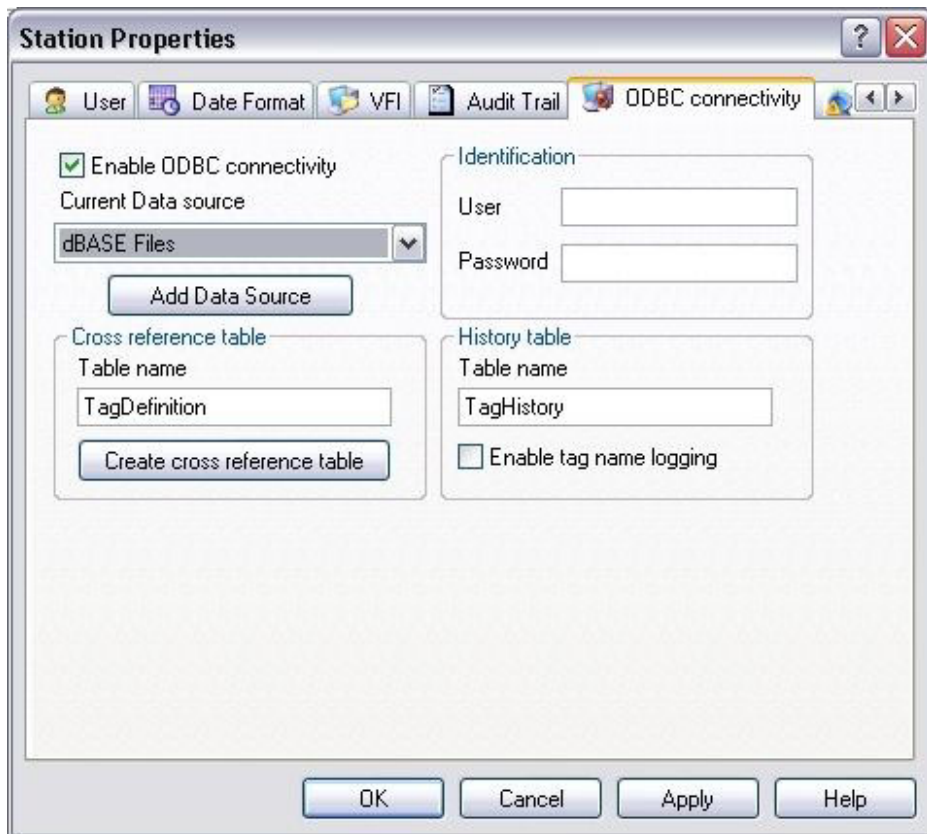 Station Properties
?
User Date Format VFI Audit Trail ODBC connectivity
Enable ODBC connectivity
Current Data source
dBASE Files
Add Data Source
Identification
User
Password
Cross reference table
Table name
TagDefinition
Create cross reference table
History table
Table name
TagHistory
Enable tag name logging
OK Cancel Apply Help